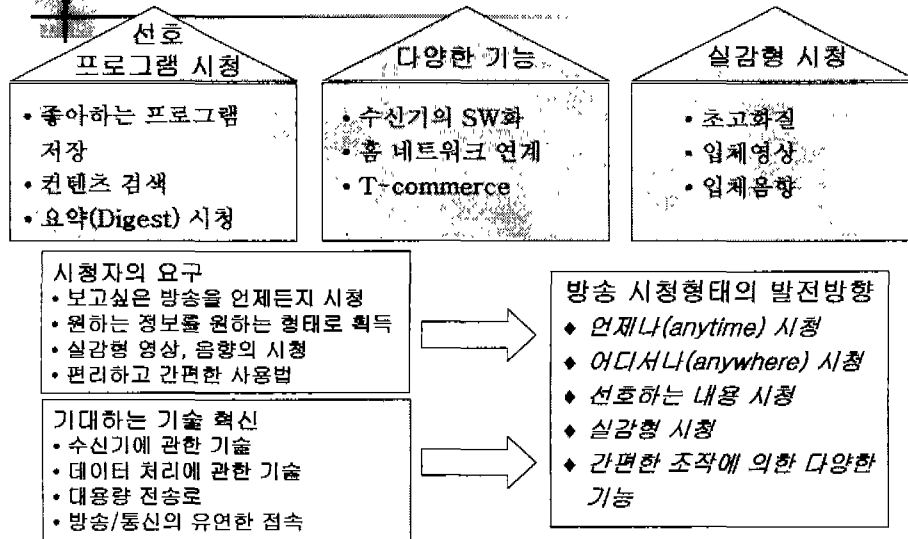 선호
프로그램 시청
• 좋아하는 프로그램
저장
• 컨텐츠 검색
• 요약(Digest) 시청
다양한 기능
• 수신기의 SW화
• 홈 네트워크 연계
• T-commerce
실감형 시청
• 초고화질
• 입체영상
• 입체음향
시청자의 요구
• 보고싶은 방송을 언제든지 시청
• 원하는 정보를 원하는 형태로 획득
• 실감형 영상, 음향의 시청
• 편리하고 간편한 사용법
기대하는 기술 혁신
• 수신기에 관한 기술
• 데이터 처리에 관한 기술
• 대용량 전송로
• 방송/통신의 유연한 접속
방송 시청형태의 발전방향
◆ 언제나(anytime) 시청
◆ 어디서나(anywhere) 시청
◆ 선호하는 내용 시청
◆ 실감형 시청
◆ 간편한 조작에 의한 다양한
기능